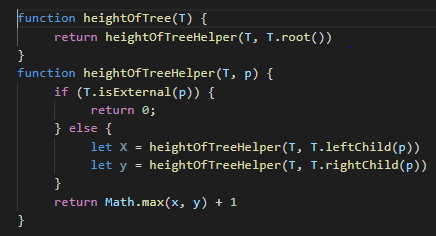 function heightOfTree(T) {
return heightOfTreeHelper(T, T.root())
}
function heightOfTreeHelper(T, p) {
if (T.isExternal(p)) {
return 0;
} else {
let X = heightOfTreeHelper(T, T.leftChild(p))
let y = heightOfTreeHelper(T, T.rightChild(p))
}
return Math.max(x, y) + 1
}